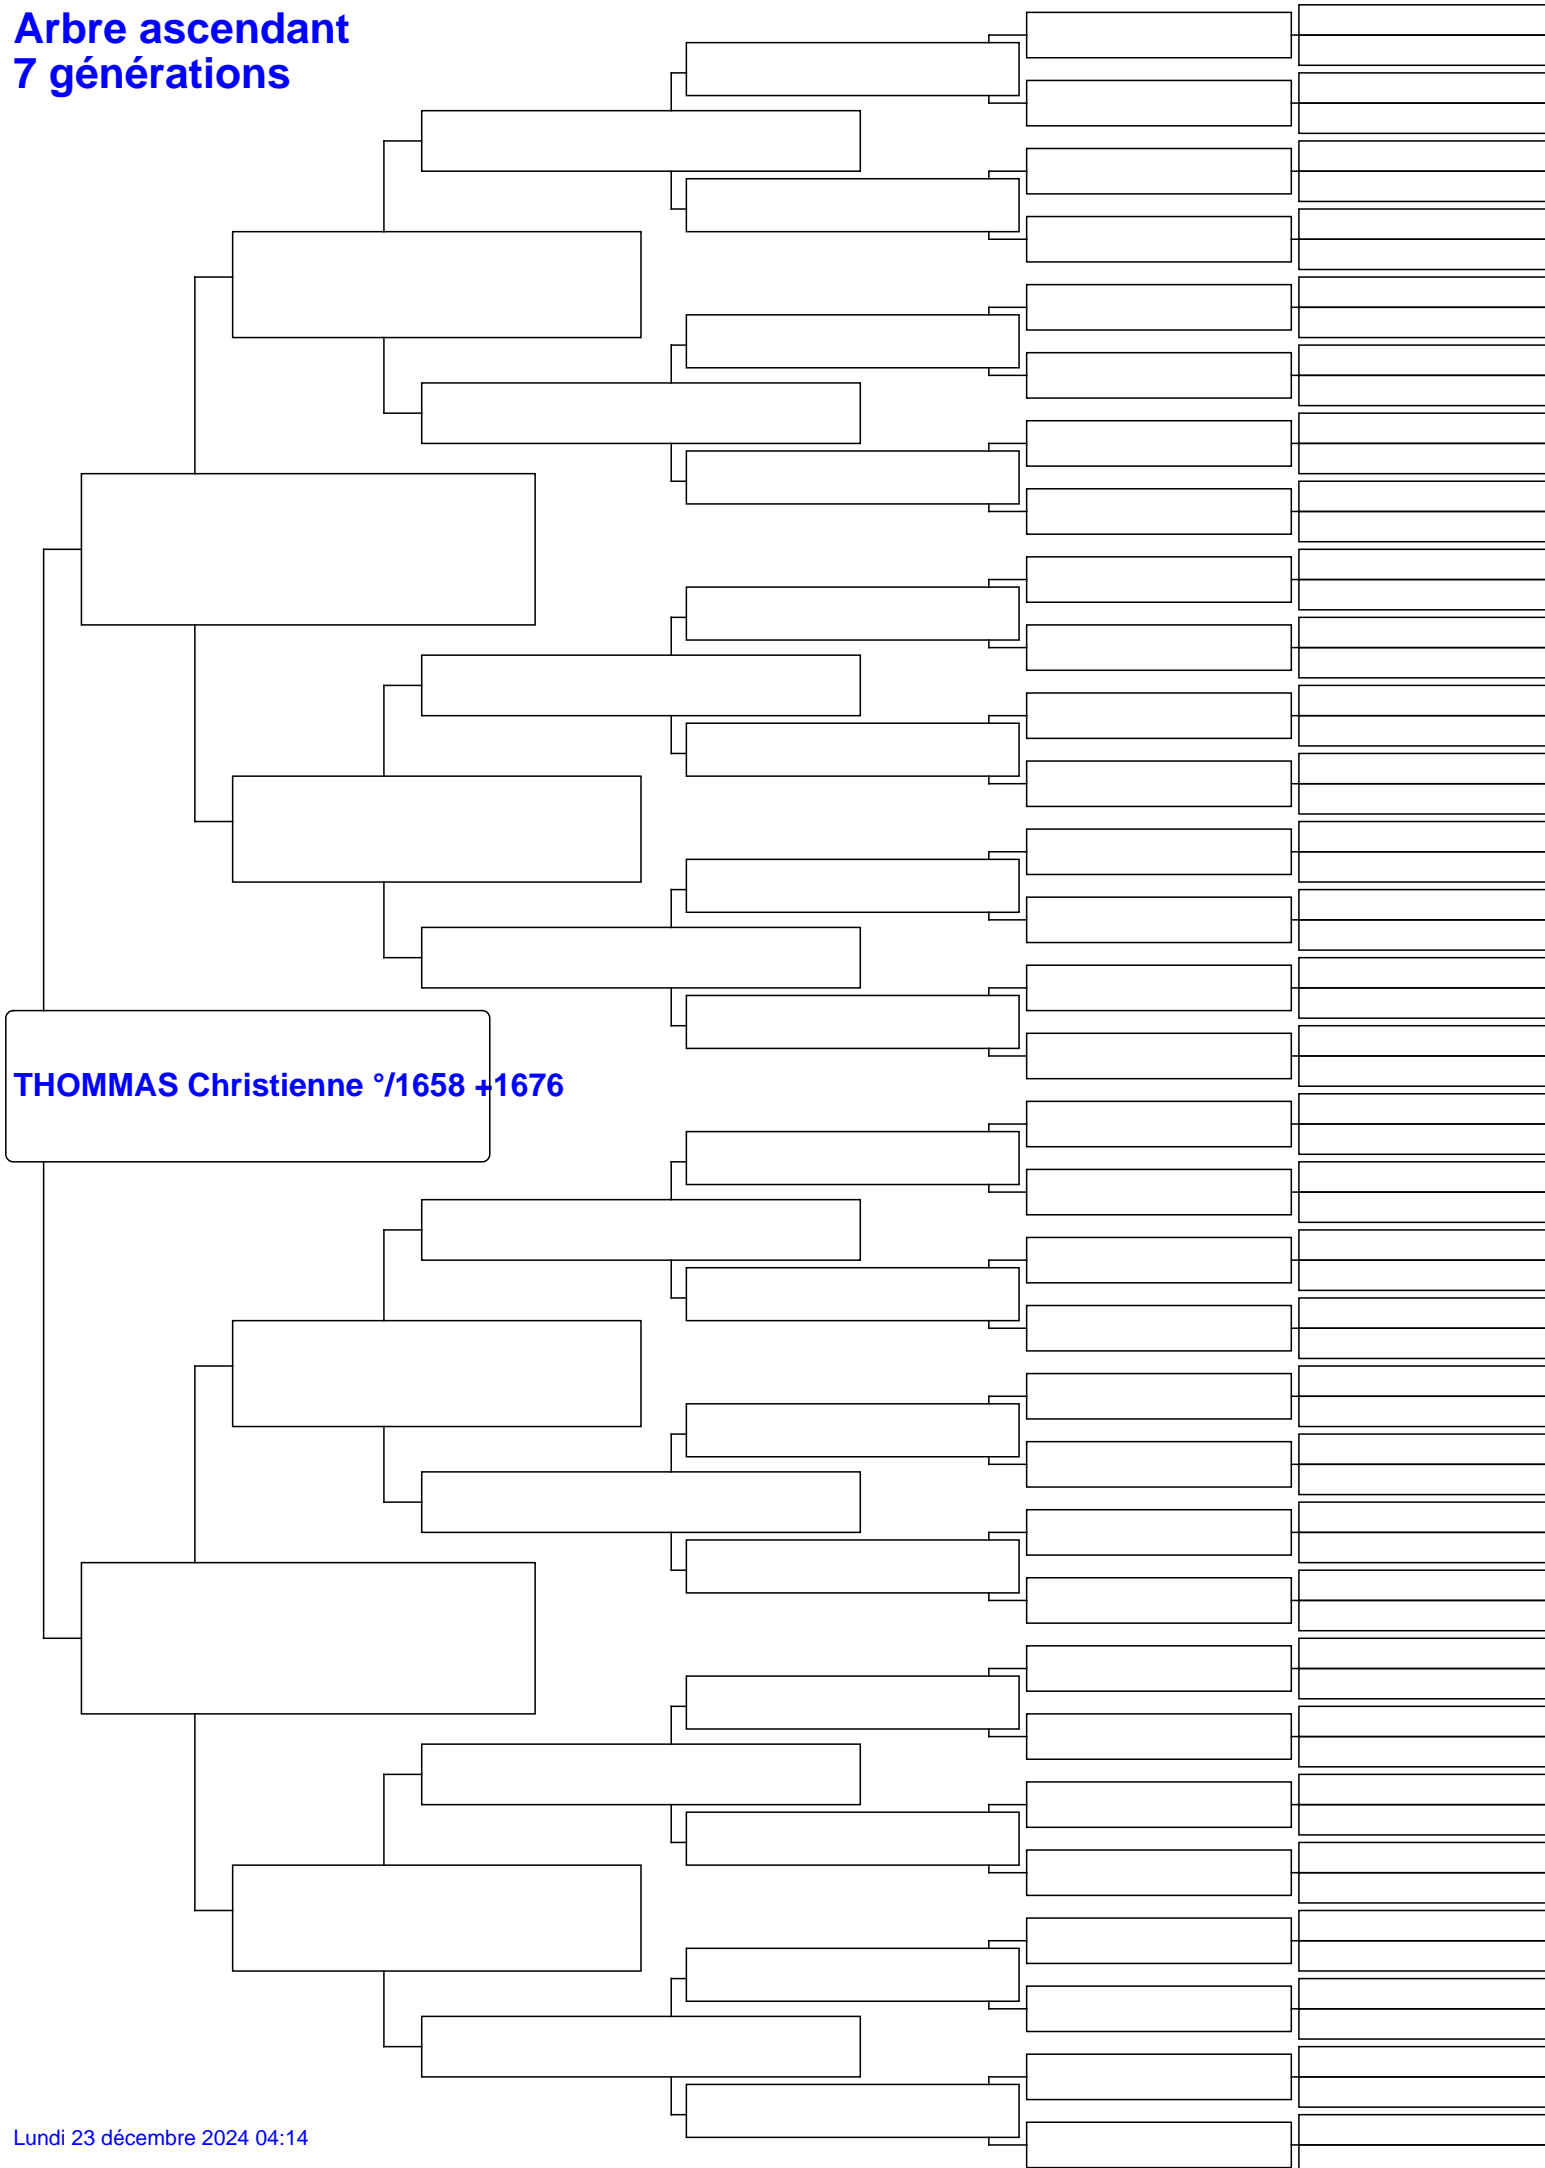 Arbre ascendant
7 générations
THOMMAS Christienne °/1658 +1676
Lundi 23 décembre 2024 04:14